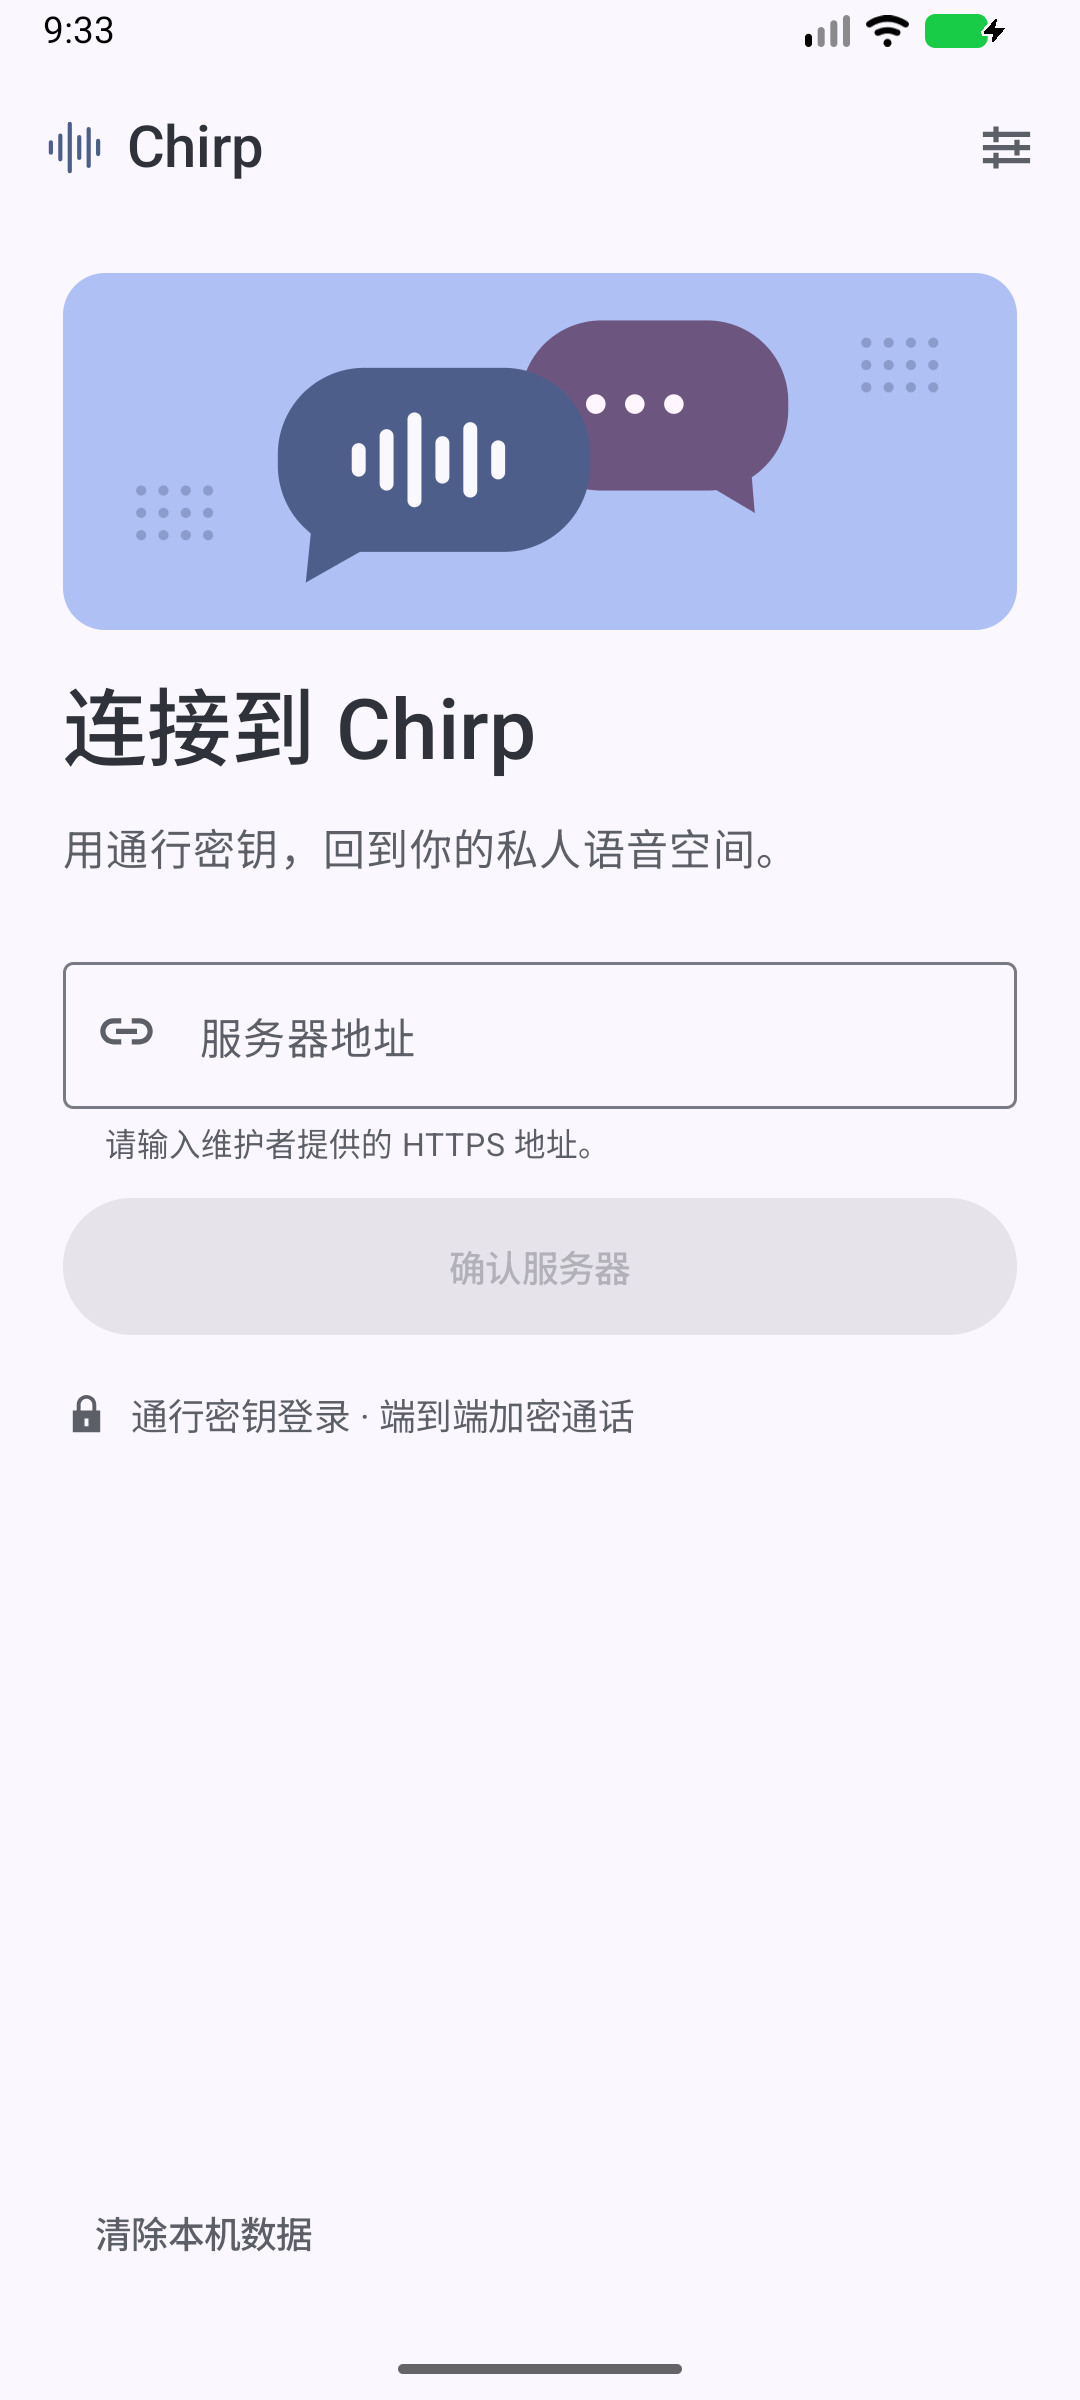 9:33
Chirp
连接到 Chirp
用通行密钥，回到你的私人语音空间。
服务器地址
请输入维护者提供的 HTTPS 地址。
确认服务器
通行密钥登录 · 端到端加密通话
清除本机数据